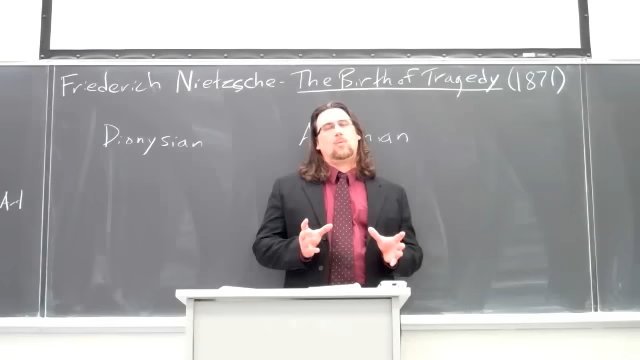 Friederich Nietzsche - The Birth of Tragedy (1871)
Dionysian